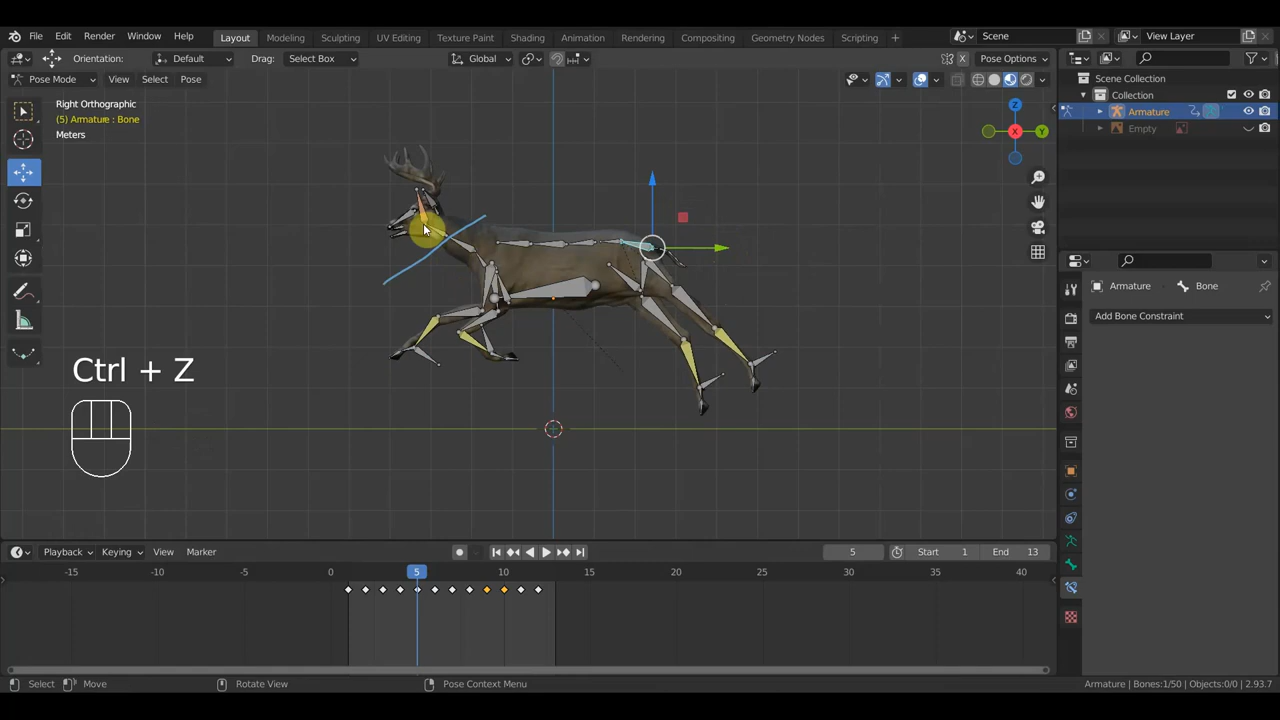 File Edit Render Window Help Layout Modeling Sculpting UV Editing Texture Paint Shading Animation Rendering Compositing Geometry Nodes Scripting + Scene View Layer
Orientation: Default Drag: Select Box Global Pose Options
Pose Mode View Select Pose
Scene Collection
Collection
Armature
Empty
Right Orthographic
(5) Armature : Bone
Meters
X
Y
Z
Armature Bone
Add Bone Constraint
Ctrl + Z
Playback Keying View Marker 5 Start 1 End 13
-15 -10 -5 0 5 10 15 20 25 30 35 40
Select Move Rotate View Pose Context Menu Armature | Bones:1/50 | Objects:0/0 | 2.93.7